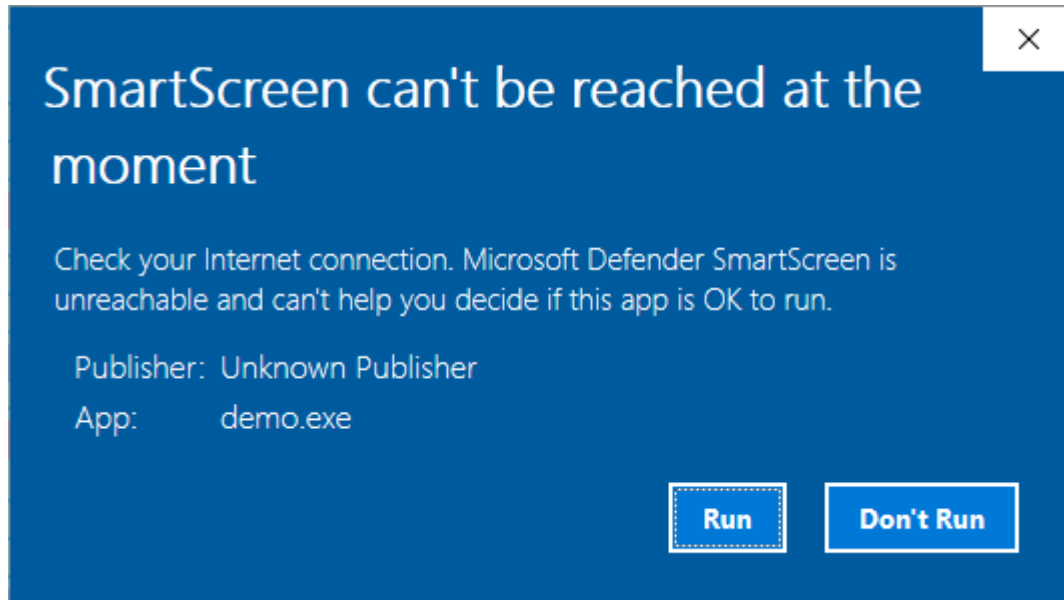 SmartScreen can't be reached at the
moment
Check your Internet connection. Microsoft Defender SmartScreen is
unreachable and can't help you decide if this app is OK to run.
Publisher: Unknown Publisher
App: demo.exe
Run Don't Run